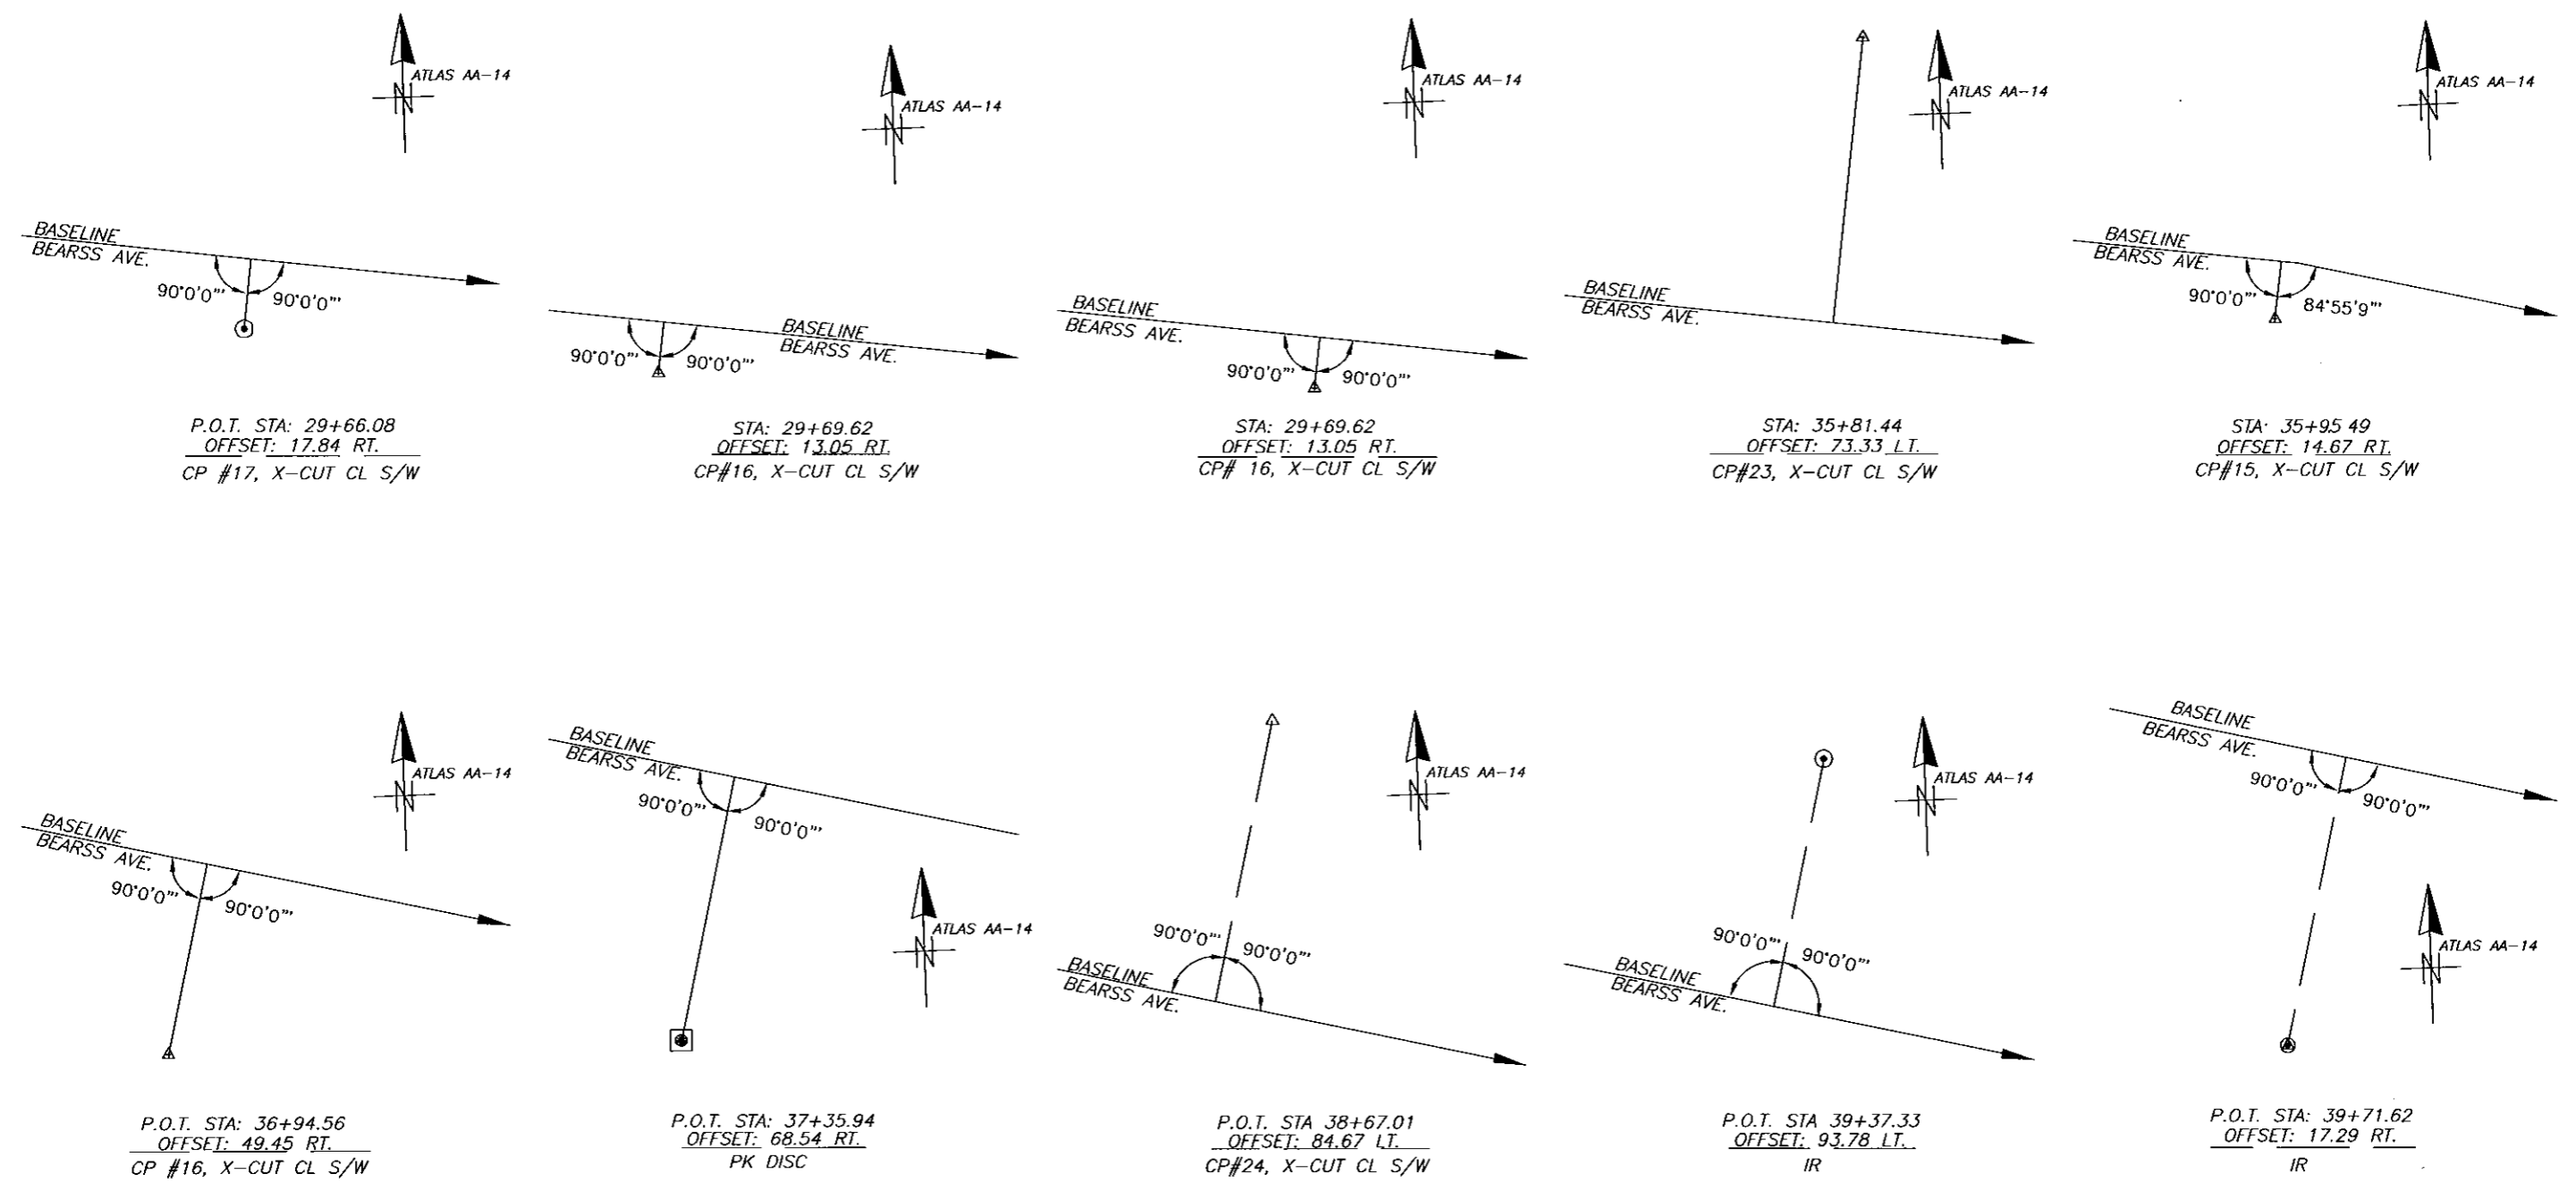 ATLAS AA-14
N
BASELINE
BEARSS AVE.
90°0'0"'
90°0'0"'
P.O.T. STA: 29+66.08
OFFSET: 17.84 RT.
CP #17, X-CUT CL S/W
ATLAS AA-14
N
BASELINE
BEARSS AVE.
90°0'0"'
90°0'0"'
STA: 29+69.62
OFFSET: 13.05 RT.
CP#16, X-CUT CL S/W
ATLAS AA-14
N
BASELINE
BEARSS AVE.
90°0'0"'
90°0'0"'
STA: 29+69.62
OFFSET: 13.05 RT.
CP# 16, X-CUT CL S/W
ATLAS AA-14
N
BASELINE
BEARSS AVE.
STA: 35+81.44
OFFSET: 73.33 LT.
CP#23, X-CUT CL S/W
ATLAS AA-14
N
BASELINE
BEARSS AVE.
90°0'0"'
84°55'9"'
STA: 35+95 49
OFFSET: 14.67 RT.
CP#15, X-CUT CL S/W
ATLAS AA-14
N
BASELINE
BEARSS AVE.
90°0'0"'
90°0'0"'
P.O.T. STA: 36+94.56
OFFSET: 49.45 RT.
CP #16, X-CUT CL S/W
BASELINE
BEARSS AVE.
90°0'0"'
90°0'0"'
ATLAS AA-14
N
P.O.T. STA: 37+35.94
OFFSET: 68.54 RT.
PK DISC
ATLAS AA-14
N
90°0'0"'
90°0'0"'
BASELINE
BEARSS AVE.
P.O.T. STA 38+67.01
OFFSET: 84.67 LT.
CP#24, X-CUT CL S/W
ATLAS AA-14
N
90°0'0"'
90°0'0"'
BASELINE
BEARSS AVE.
P.O.T. STA 39+37.33
OFFSET: 93.78 LT.
IR
BASELINE
BEARSS AVE.
90°0'0"'
90°0'0"'
ATLAS AA-14
N
P.O.T. STA: 39+71.62
OFFSET: 17.29 RT.
IR